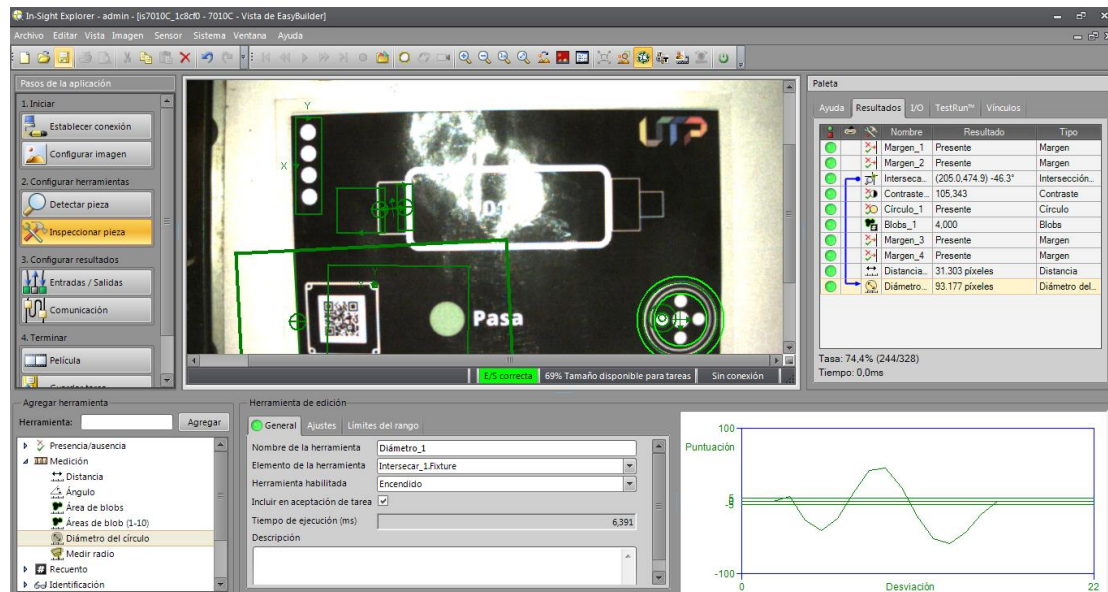 In-Sight Explorer - admin - [is7010C_1c8cf0 - 7010C - Vista de EasyBuilder]
Archivo Editar Vista Imagen Sensor Sistema Ventana Ayuda
Pasos de la aplicación
1. Iniciar
Establecer conexión
Configurar imagen
2. Configurar herramientas
Detectar pieza
Inspeccionar pieza
3. Configurar resultados
Entradas / Salidas
Comunicación
4. Terminar
Película
Y
X
UTP
Y
Pasa
E/S correcta 69% Tamaño disponible para tareas Sin conexión
Paleta
Ayuda Resultados I/O TestRun™ Vínculos
Nombre Resultado Tipo
Margen_1 Presente Margen
Margen_2 Presente Margen
Interseca... (205.0,474.9) -46.3° Intersección...
Contraste... 105,343 Contraste
Círculo_1 Presente Círculo
Blobs_1 4,000 Blobs
Margen_3 Presente Margen
Margen_4 Presente Margen
Distancia... 31.303 píxeles Distancia
Diámetro... 93.177 píxeles Diámetro del...
Tasa: 74,4% (244/328)
Tiempo: 0,0ms
Agregar herramienta
Herramienta: Agregar
Presencia/ausencia
Medición
Distancia
Ángulo
Área de blobs
Áreas de blob (1-10)
Diámetro del círculo
Medir radio
Recuento
Identificación
Herramienta de edición
General Ajustes Límites del rango
Nombre de la herramienta Diámetro_1
Elemento de la herramienta Intersecar_1.Fixture
Herramienta habilitada Encendido
Incluir en aceptación de tarea
Tiempo de ejecución (ms) 6,391
Descripción
100
Puntuación
5
-5
-100
0 Desviación 22